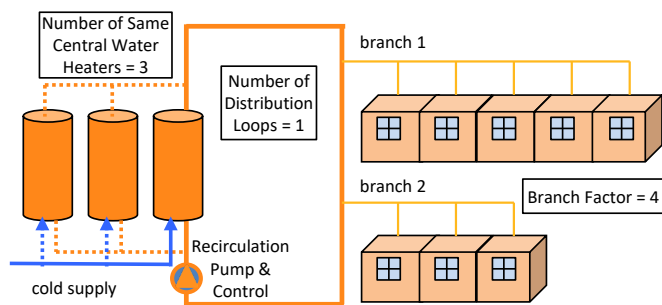 Number of Same
Central Water
Heaters = 3
Number of
Distribution
Loops = 1
branch 1
branch 2
Branch Factor = 4
Recirculation
Pump &
Control
cold supply